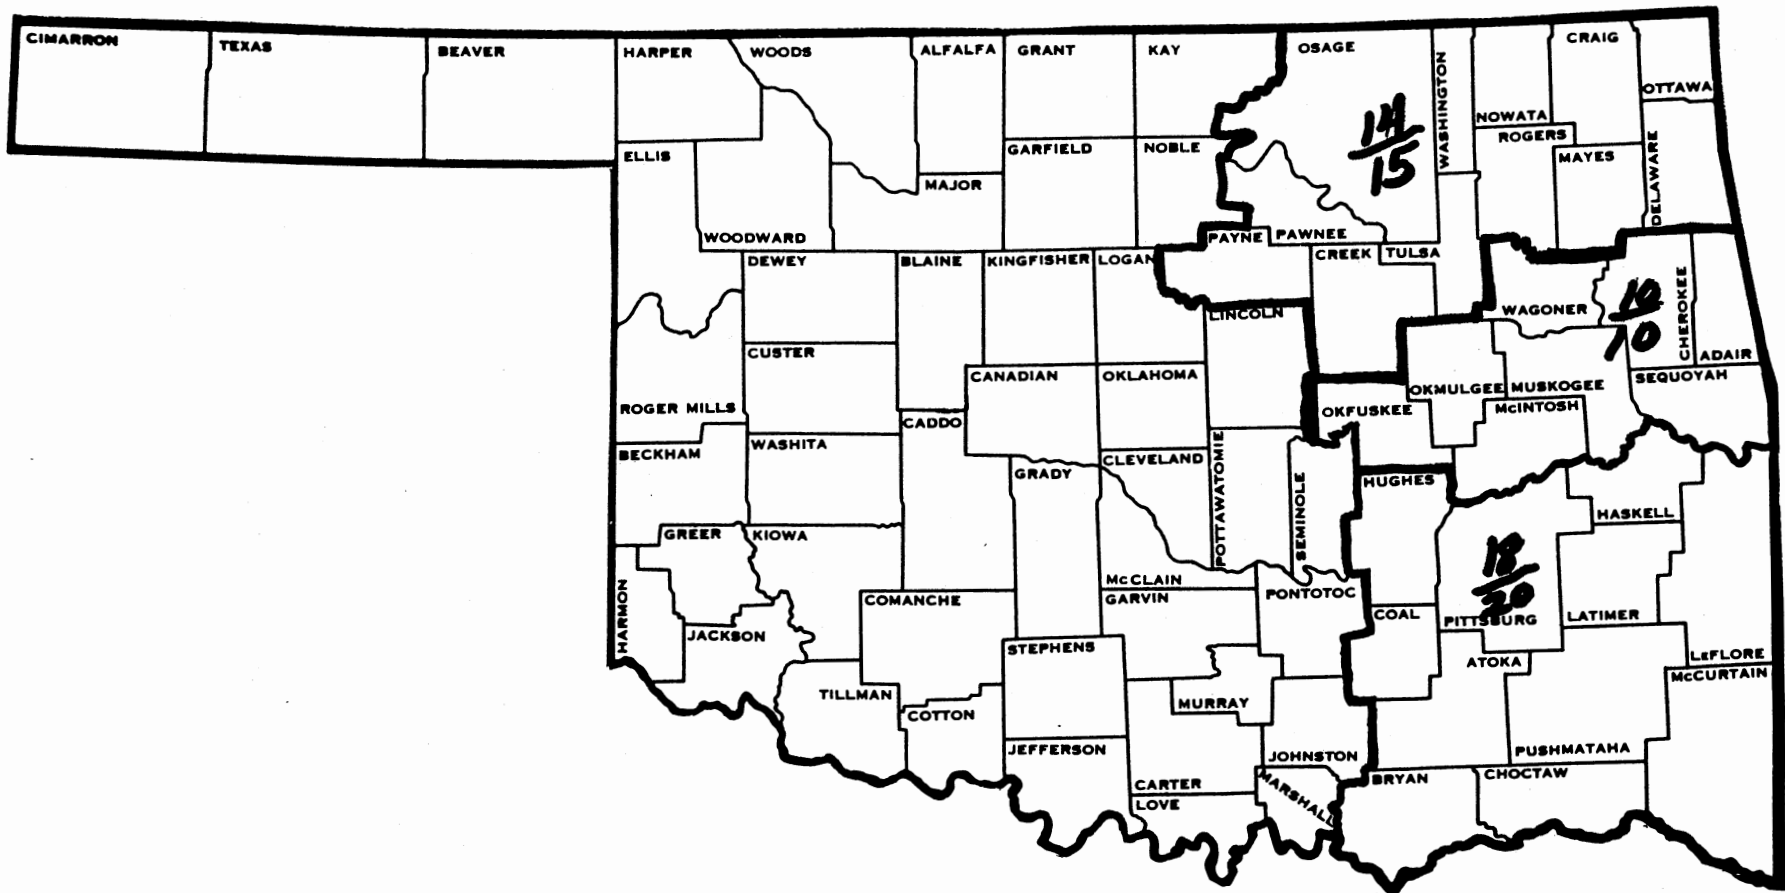 CIMARRON
TEXAS
BEAVER
HARPER
WOODS
ALFALFA
GRANT
KAY
OSAGE
WASHINGTON
CRAIG
OTTAWA
NOWATA
ROGERS
MAYES
DELAWARE
14
15
ELLIS
GARFIELD
NOBLE
MAJOR
WOODWARD
PAYNE
PAWNEE
DEWEY
BLAINE
KINGFISHER
LOGAN
CREEK
TULSA
WAGONER
CHEROKEE
10
10
LINCOLN
CUSTER
CANADIAN
OKLAHOMA
ADAIR
SEQUOYAH
OKMULGEE
MUSKOGEE
McINTOSH
ROGER MILLS
OKFUSKEE
CADDO
WASHITA
BECKHAM
GRADY
CLEVELAND
POTTAWATOMIE
SEMINOLE
HUGHES
HASKELL
GREER
KIOWA
18
20
HARMON
McCLAIN
GARVIN
PONTOTOC
COMANCHE
COAL
PITTSBURG
LATIMER
JACKSON
STEPHENS
ATOKA
LeFLORE
McCURTAIN
TILLMAN
COTTON
MURRAY
JEFFERSON
JOHNSTON
PUSHMATAHA
CARTER
MARSHALL
BRYAN
CHOCTAW
LOVE